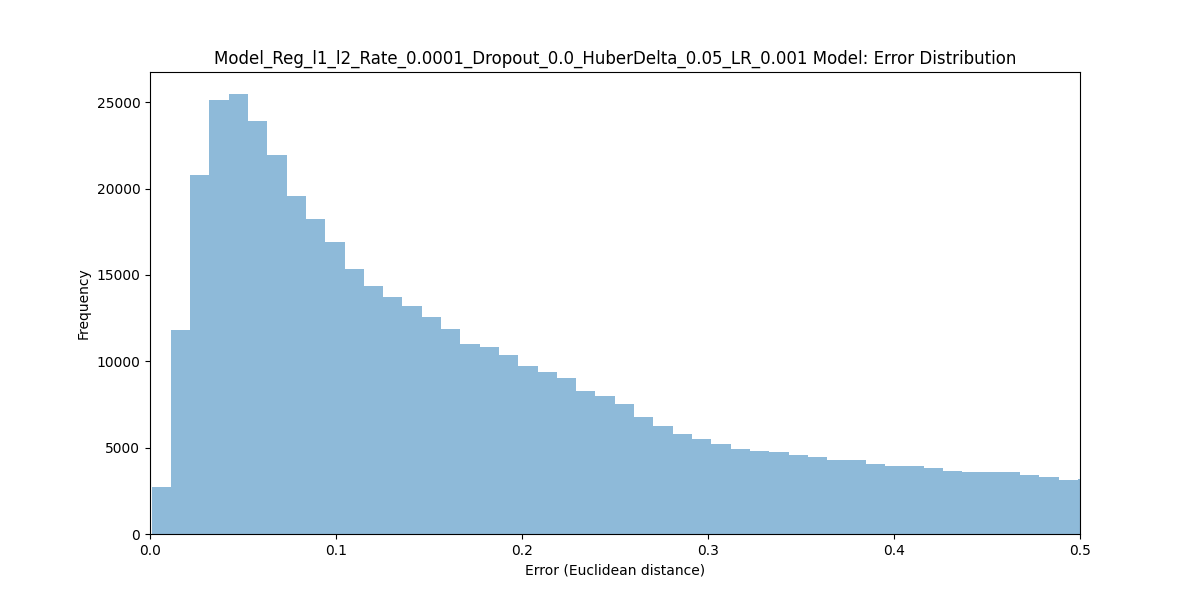 Model_Reg_l1_l2_Rate_0.0001_Dropout_0.0_HuberDelta_0.05_LR_0.001 Model: Error Distribution
Frequency
25000
20000
15000
10000
5000
0
0.0 0.1 0.2 0.3 0.4 0.5
Error (Euclidean distance)